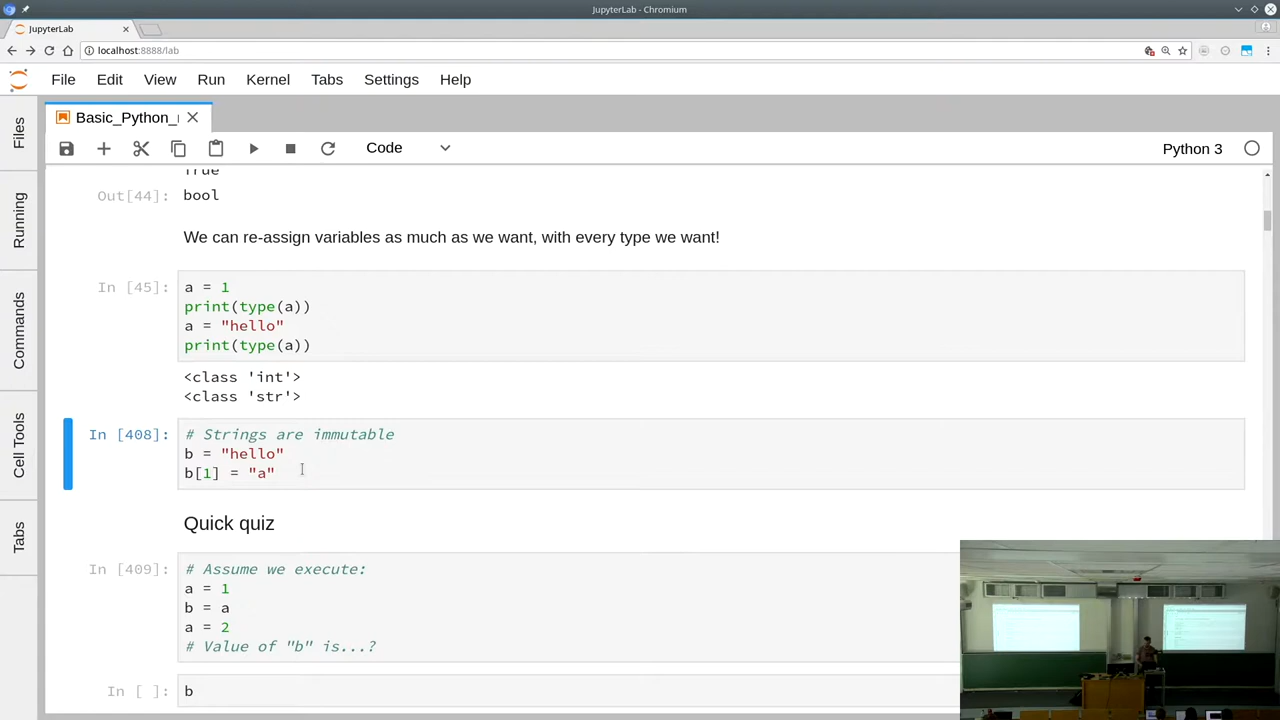 JupyterLab - Chromium
JupyterLab
localhost:8888/lab
File Edit View Run Kernel Tabs Settings Help
Basic_Python_
Code
Python 3
Files
Running
Commands
Cell Tools
Tabs
True
Out[44]: bool
We can re-assign variables as much as we want, with every type we want!
In [45]: a = 1
print(type(a))
a = "hello"
print(type(a))
<class 'int'>
<class 'str'>
In [408]: # Strings are immutable
b = "hello"
b[1] = "a"
Quick quiz
In [409]: # Assume we execute:
a = 1
b = a
a = 2
# Value of "b" is...?
In [ ]: b